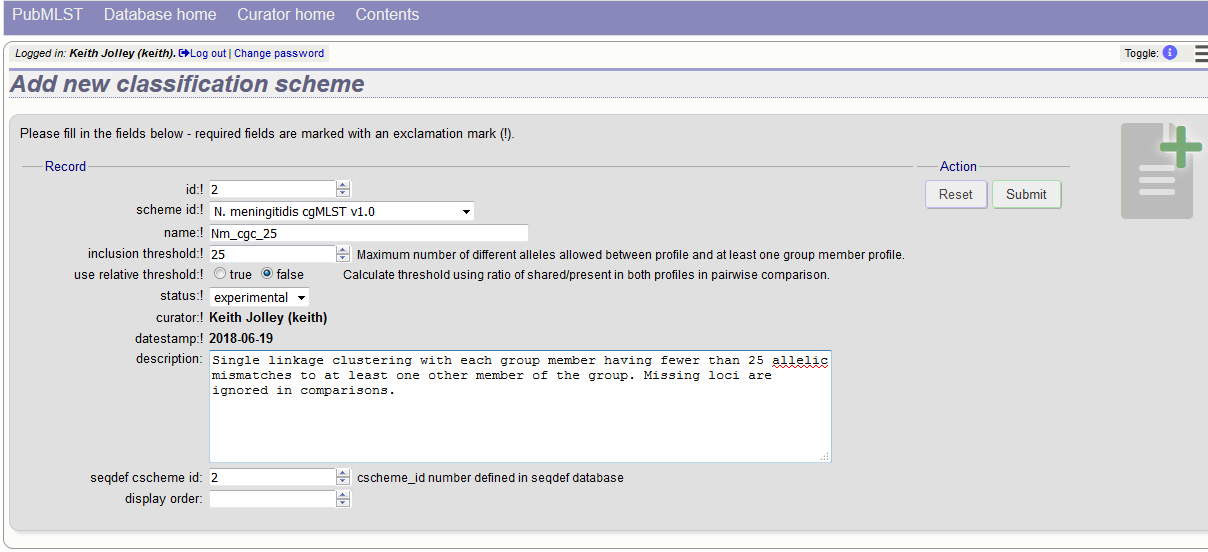 PubMLST Database home Curator home Contents
Logged in: Keith Jolley (keith). Log out | Change password Toggle: i
Add new classification scheme
Please fill in the fields below - required fields are marked with an exclamation mark (!).
Record Action
id:! 2 Reset Submit
scheme id:! N. meningitidis cgMLST v1.0
name:! Nm_cgc_25
inclusion threshold:! 25 Maximum number of different alleles allowed between profile and at least one group member profile.
use relative threshold:! true false Calculate threshold using ratio of shared/present in both profiles in pairwise comparison.
status:! experimental
curator:! Keith Jolley (keith)
datestamp:! 2018-06-19
description: Single linkage clustering with each group member having fewer than 25 allelic
mismatches to at least one other member of the group. Missing loci are
ignored in comparisons.
seqdef cscheme id: 2 cscheme_id number defined in seqdef database
display order: